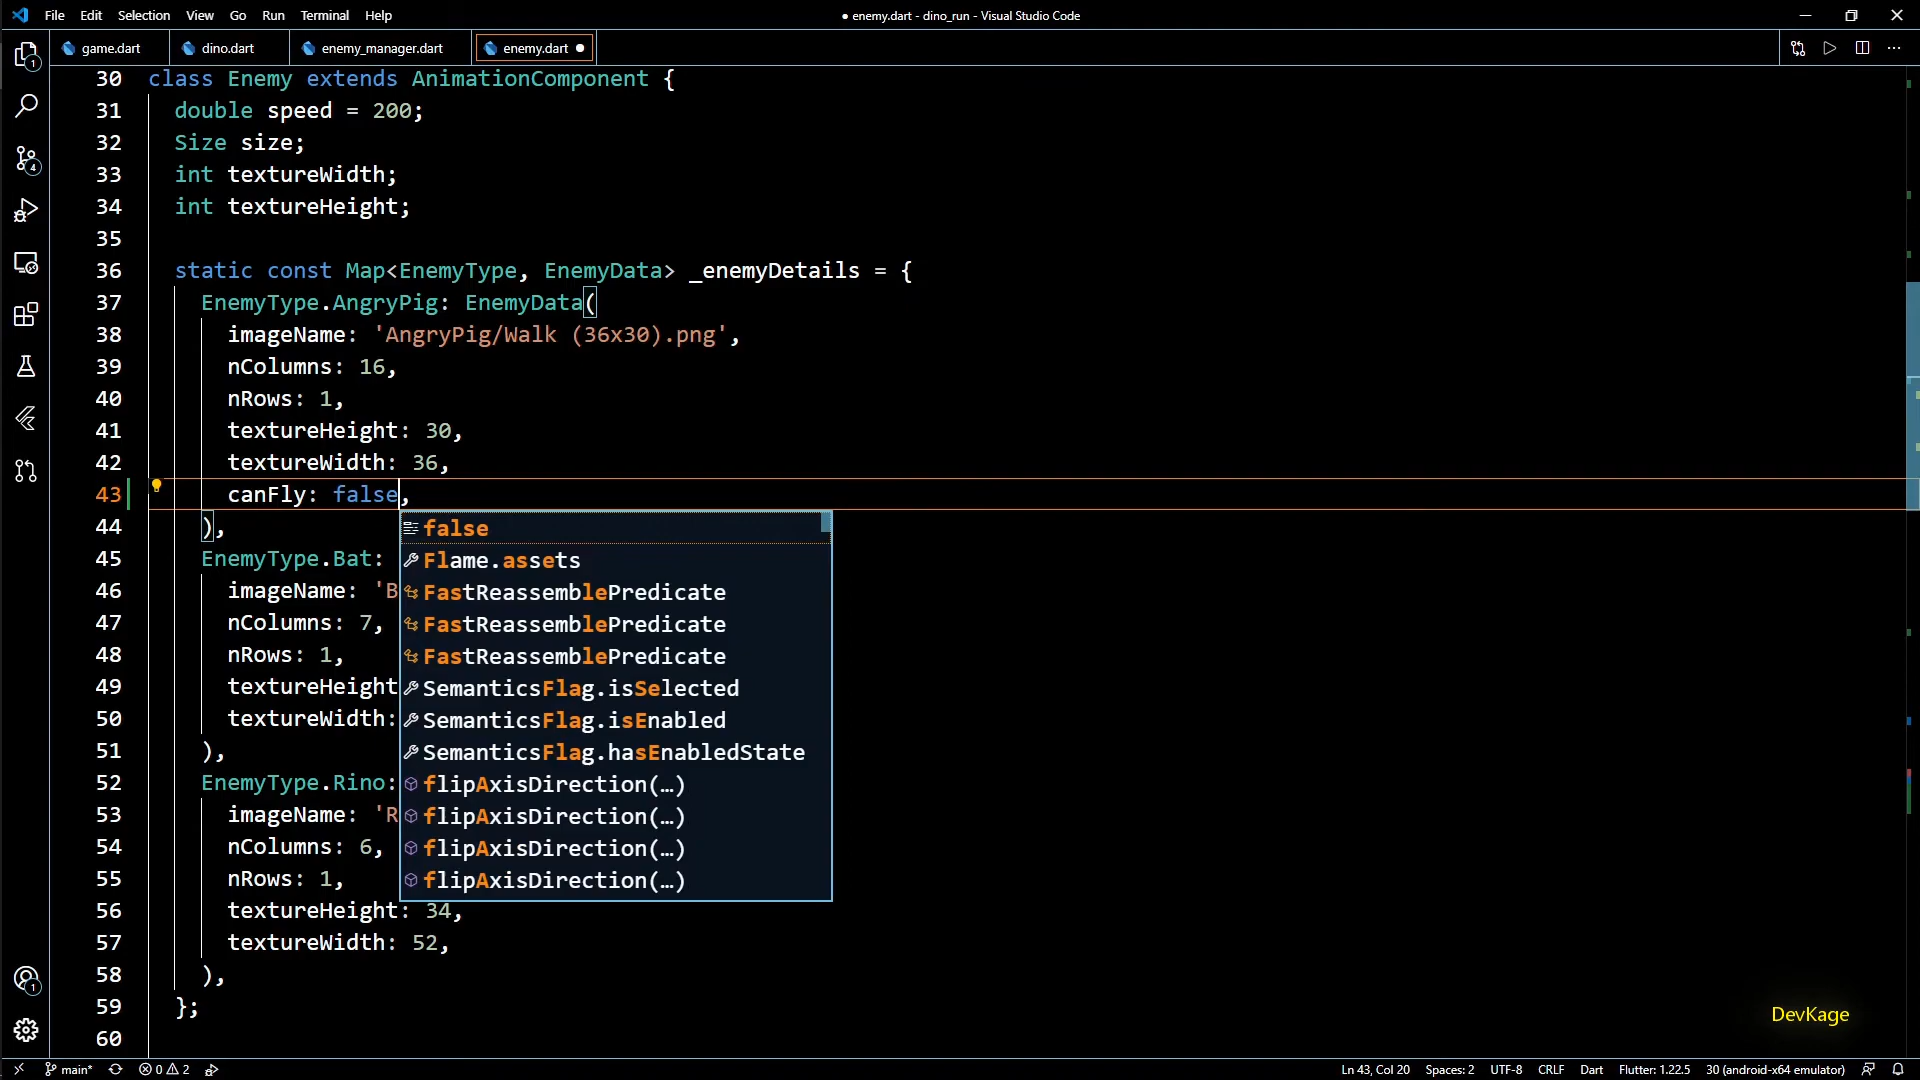 File Edit Selection View Go Run Terminal Help
● enemy.dart - dino_run - Visual Studio Code
game.dart
dino.dart
enemy_manager.dart
enemy.dart
30 class Enemy extends AnimationComponent {
31 double speed = 200;
32 Size size;
33 int textureWidth;
34 int textureHeight;
35
36 static const Map<EnemyType, EnemyData> _enemyDetails = {
37 EnemyType.AngryPig: EnemyData(
38 imageName: 'AngryPig/Walk (36x30).png',
39 nColumns: 16,
40 nRows: 1,
41 textureHeight: 30,
42 textureWidth: 36,
43 canFly: false,
44 ),
45 EnemyType.Bat:
46 imageName: 'B
47 nColumns: 7,
48 nRows: 1,
49 textureHeight
50 textureWidth:
51 ),
52 EnemyType.Rino:
53 imageName: 'R
54 nColumns: 6,
55 nRows: 1,
56 textureHeight: 34,
57 textureWidth: 52,
58 ),
59 };
60
false
Flame.assets
FastReassemblePredicate
FastReassemblePredicate
FastReassemblePredicate
SemanticsFlag.isSelected
SemanticsFlag.isEnabled
SemanticsFlag.hasEnabledState
flipAxisDirection(…)
flipAxisDirection(…)
flipAxisDirection(…)
flipAxisDirection(…)
1
4
1
DevKage
main* 0 2
Ln 43, Col 20 Spaces: 2 UTF-8 CRLF Dart Flutter: 1.22.5 30 (android-x64 emulator)